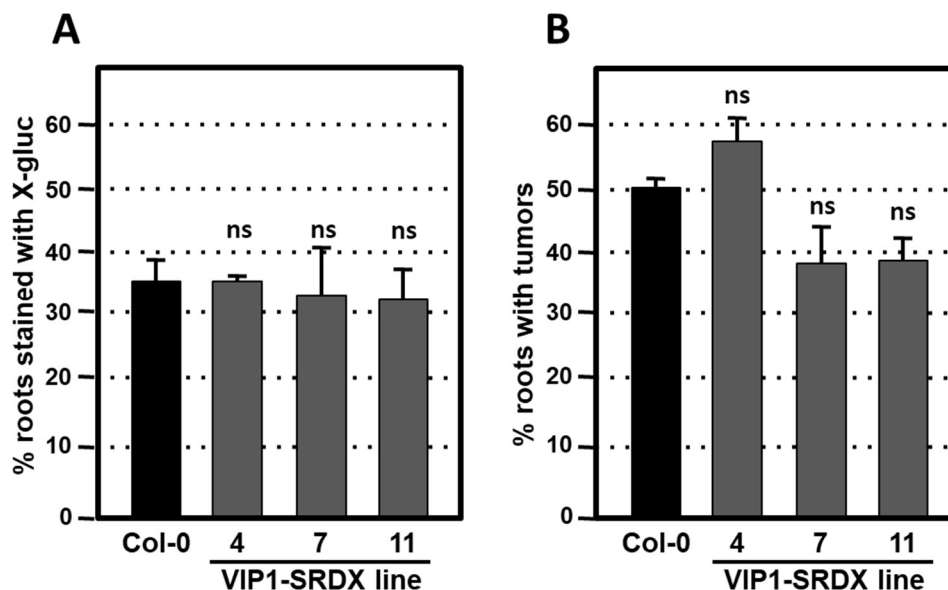 A
% roots stained with X-gluc
60
50
40
30
20
10
0
ns
ns
ns
Col-0
4
7
11
VIP1-SRDX line
B
% roots with tumors
60
50
40
30
20
10
0
ns
ns
ns
Col-0
4
7
11
VIP1-SRDX line